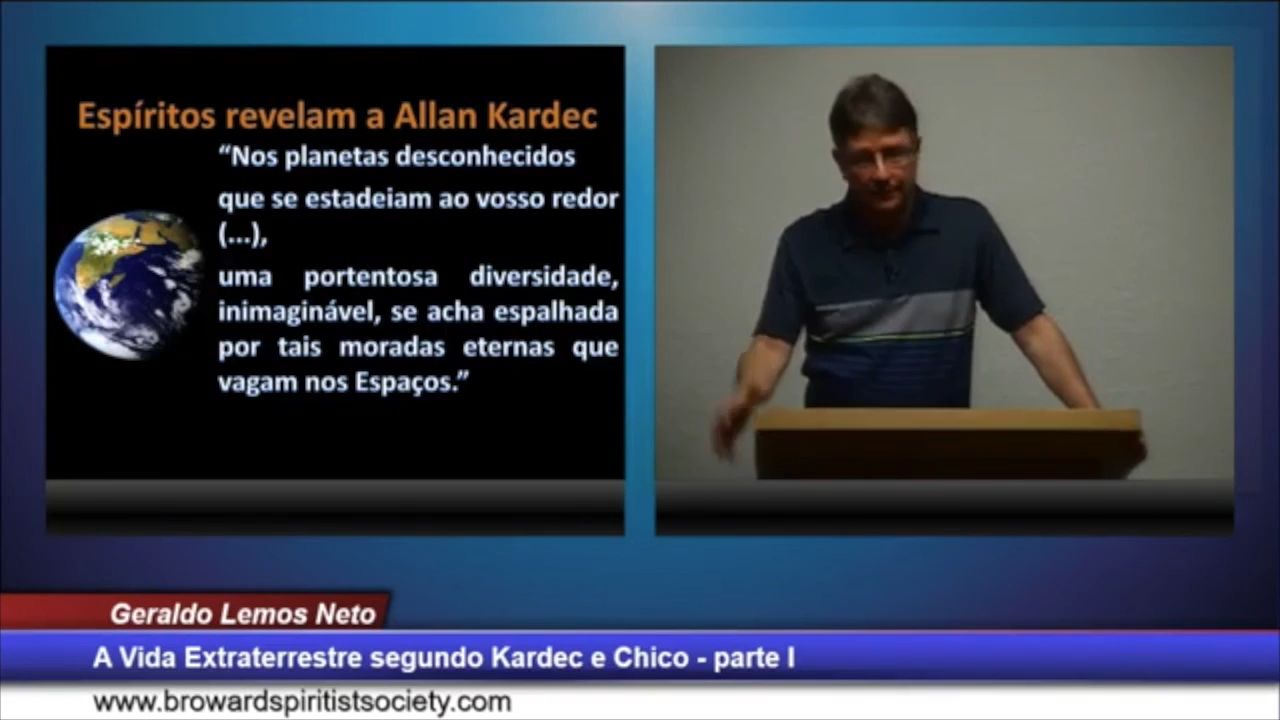 Espíritos revelam a Allan Kardec
“Nos planetas desconhecidos
que se estadeiam ao vosso redor
(...),
uma portentosa diversidade,
inimaginável, se acha espalhada
por tais moradas eternas que
vagam nos Espaços.”
Geraldo Lemos Neto
A Vida Extraterrestre segundo Kardec e Chico - parte I
www.browardspiritistsociety.com